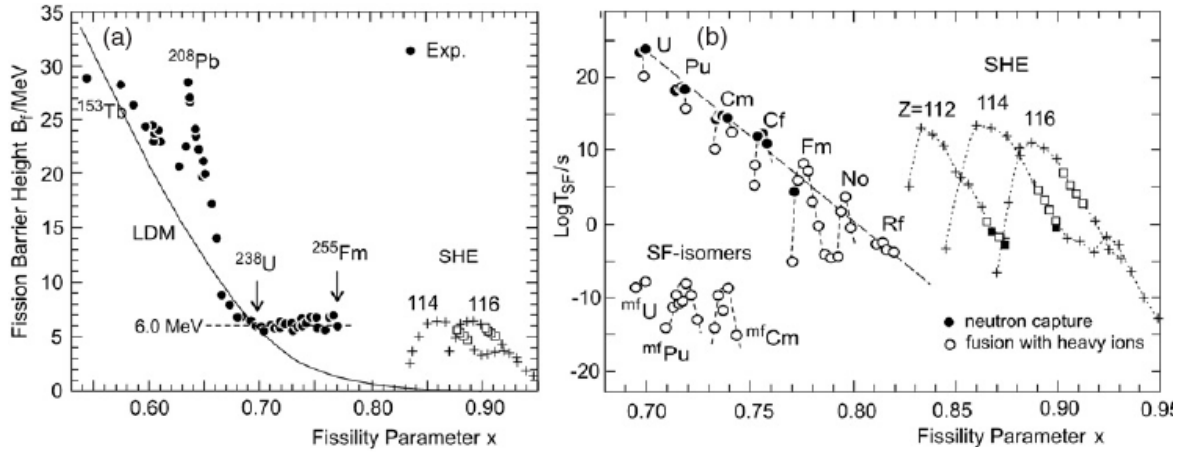 (a)
35
30
25
20
15
10
5
0
Fission Barrier Height B_f/MeV
0.60
0.70
0.80
0.90
Fissility Parameter x
● Exp.
²⁰⁸Pb
¹⁵³Tb
LDM
²³⁸U
²⁵⁵Fm
6.0 MeV
SHE
114
116
(b)
20
10
0
-10
-20
LogT_SF/s
0.70
0.75
0.80
0.85
0.90
0.95
Fissility Parameter x
U
Pu
Cm
Cf
Fm
No
Rf
SHE
Z=112
114
116
SF-isomers
ᵐᶠU
ᵐᶠPu
ᵐᶠCm
● neutron capture
○ fusion with heavy ions